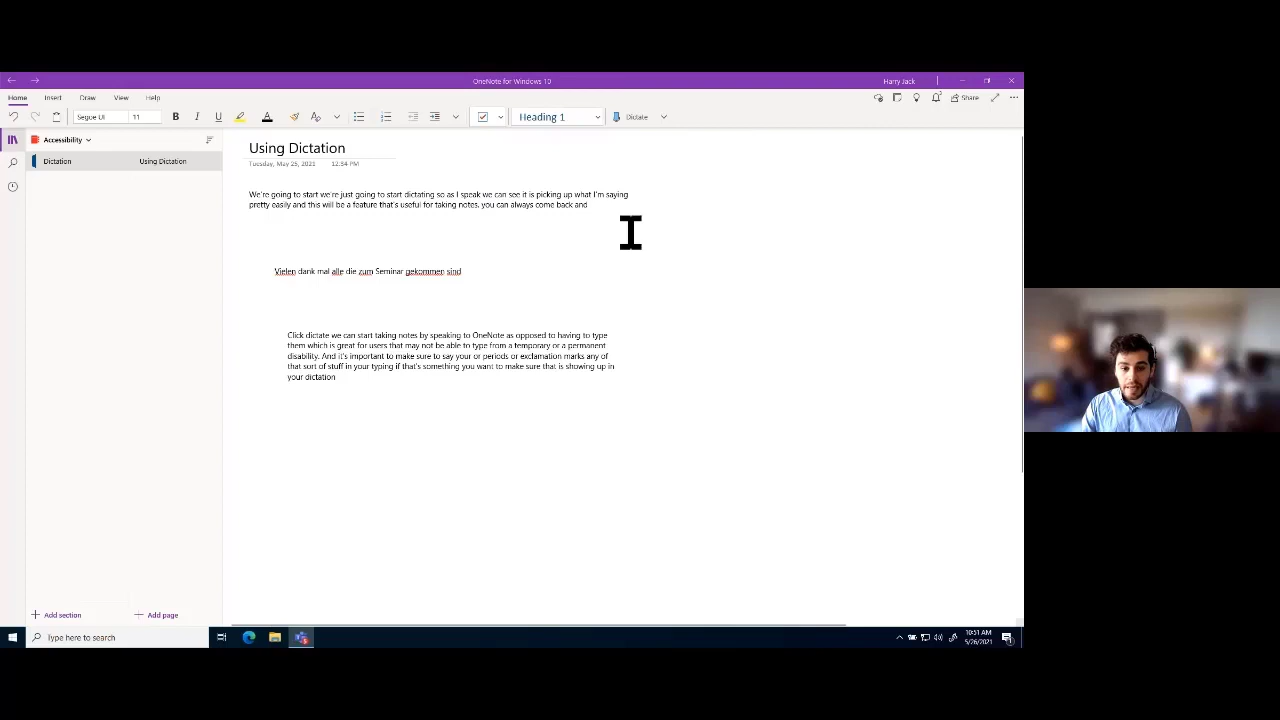 OneNote for Windows 10
Harry Jack
Home Insert Draw View Help
Share
Segoe UI 11 B I U A Heading 1 Dictate
Accessibility
Dictation Using Dictation
Using Dictation
Tuesday, May 25, 2021 12:34 PM
We're going to start we're just going to start dictating so as I speak we can see it is picking up what I'm saying
pretty easily and this will be a feature that's useful for taking notes, you can always come back and
Vielen dank mal alle die zum Seminar gekommen sind
Click dictate we can start taking notes by speaking to OneNote as opposed to having to type
them which is great for users that may not be able to type from a temporary or a permanent
disability. And it's important to make sure to say your or periods or exclamation marks any of
that sort of stuff in your typing if that's something you want to make sure that is showing up in
your dictation
Add section Add page
Type here to search
10:51 AM
5/26/2021